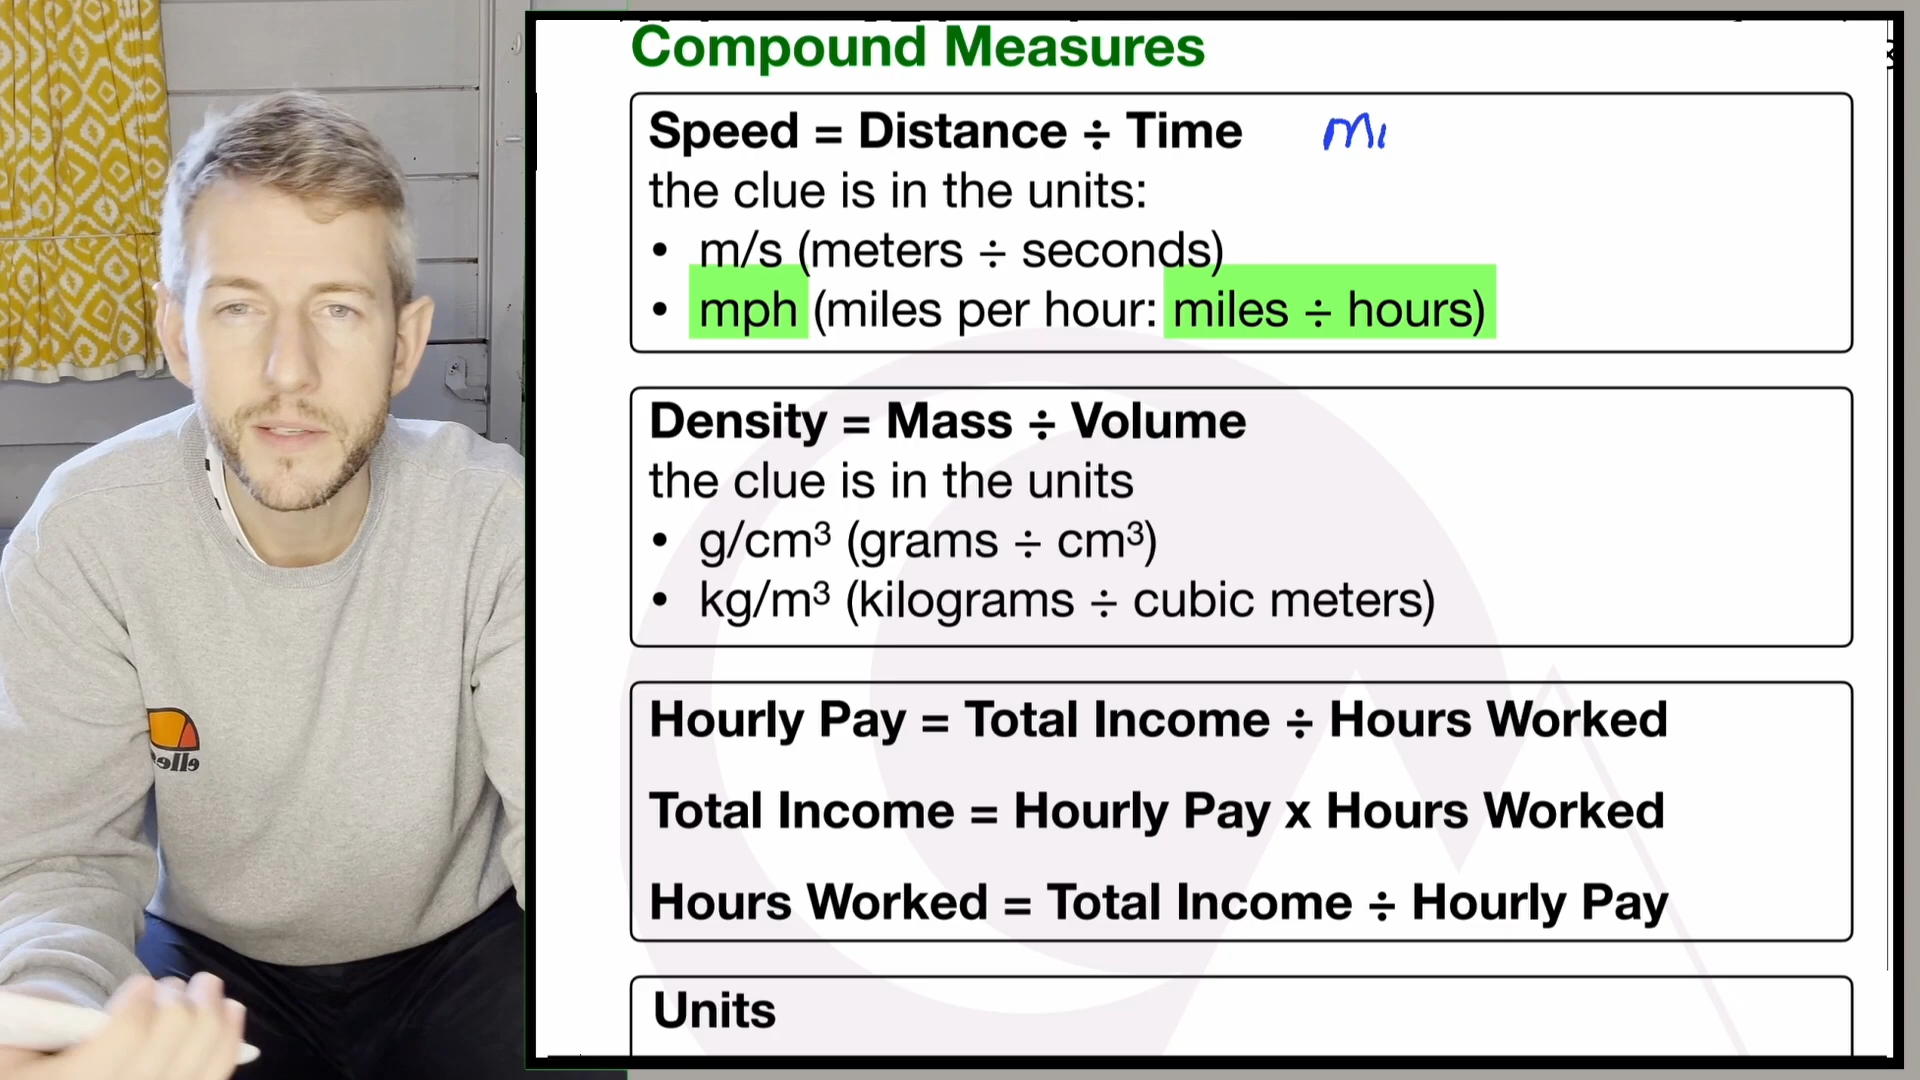 Compound Measures
Speed = Distance ÷ Time mı
the clue is in the units:
• m/s (meters ÷ seconds)
• mph (miles per hour: miles ÷ hours)
Density = Mass ÷ Volume
the clue is in the units
• g/cm³ (grams ÷ cm³)
• kg/m³ (kilograms ÷ cubic meters)
Hourly Pay = Total Income ÷ Hours Worked
Total Income = Hourly Pay x Hours Worked
Hours Worked = Total Income ÷ Hourly Pay
Units